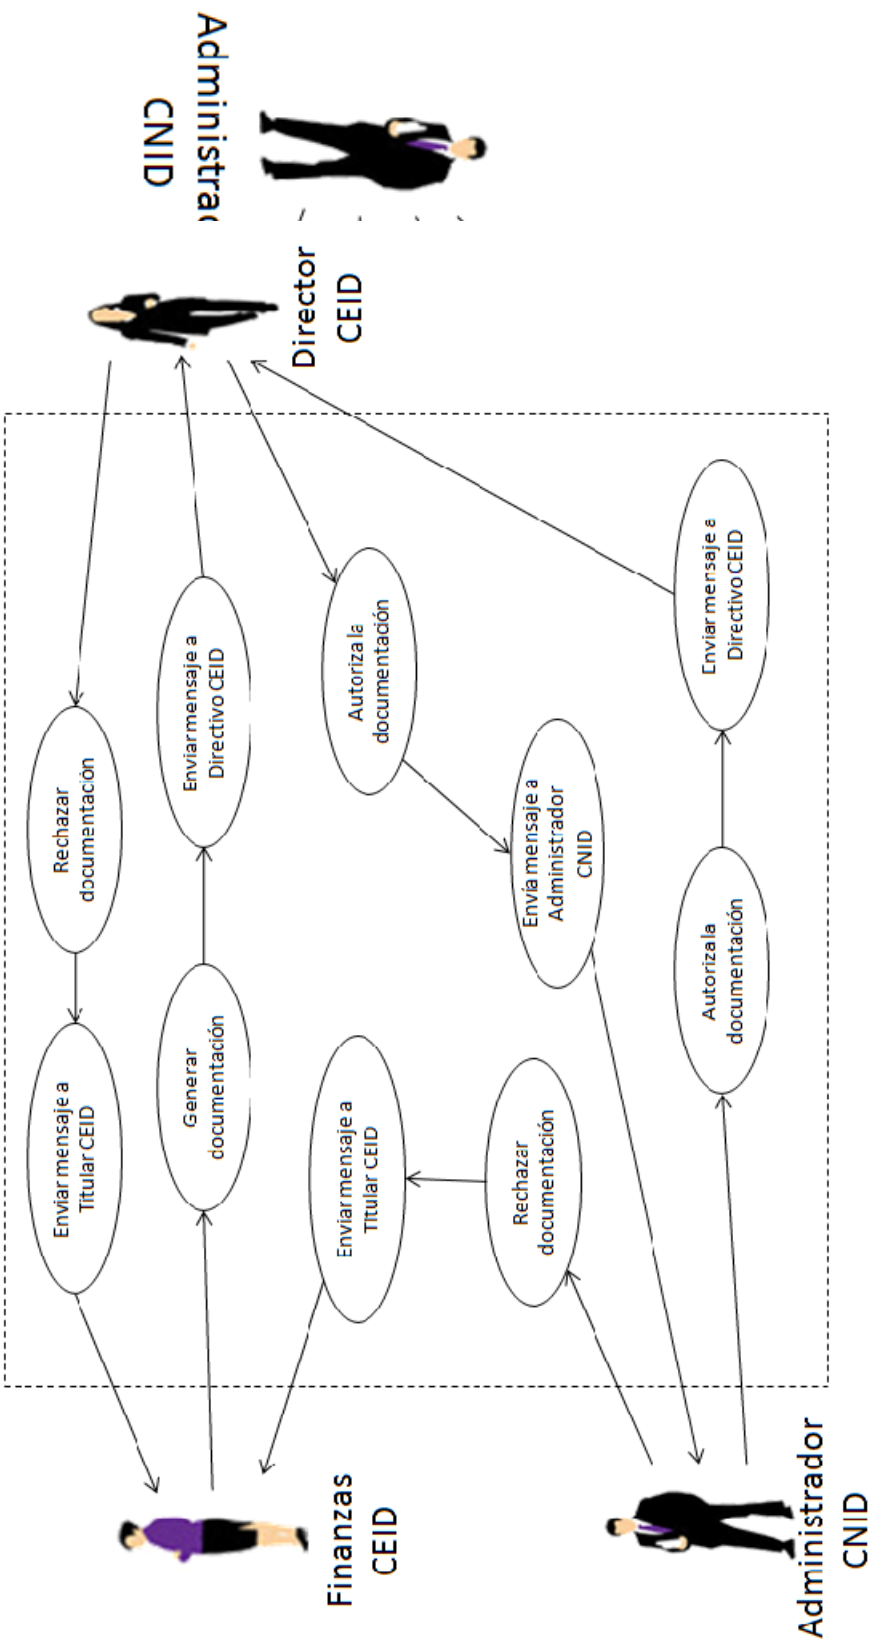 Administra
CNID
Enviar mensaje a
Titular CEID
Rechazar
documentación
Generar
documentación
Enviar mensaje a
Directivo CEID
Director
CEID
Finanzas
CEID
Enviar mensaje a
Titular CEID
Autoriza la
documentación
Rechazar
documentación
Envía mensaje a
Administrador
CNID
Autoriza la
documentación
Enviar mensaje a
Directivo CEID
Administrador
CNID